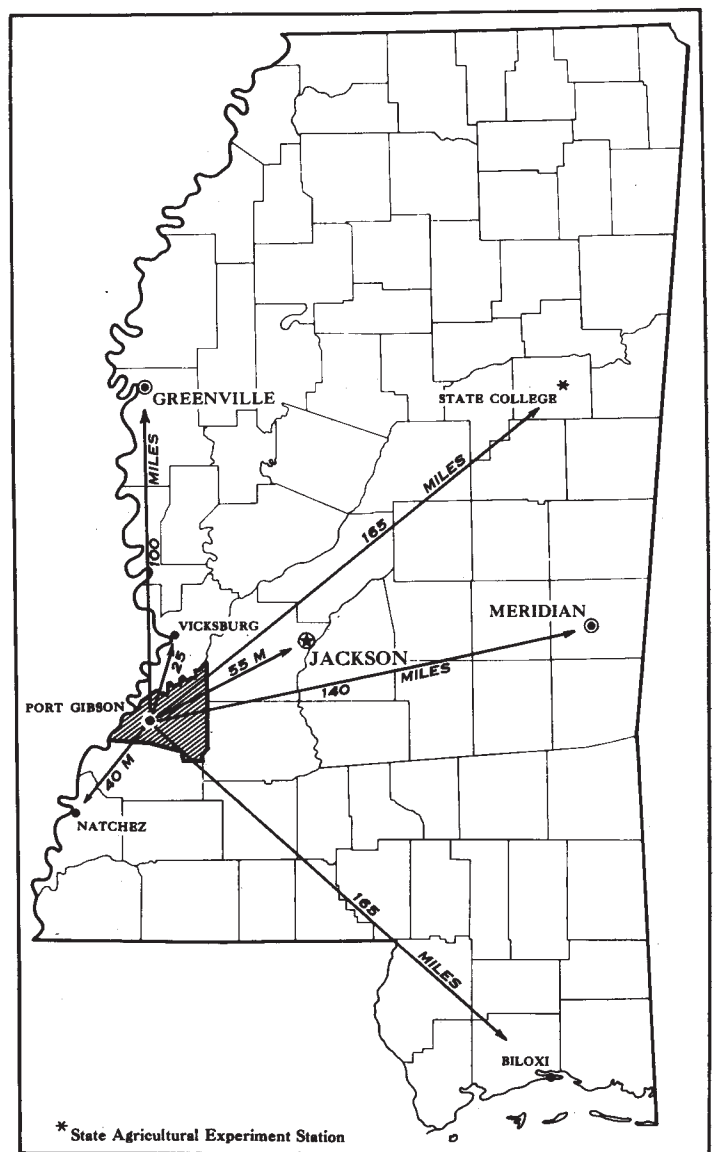 GREENVILLE
STATE COLLEGE *
MILES
100
165 MILES
VICKSBURG
25
55 M
JACKSON
MERIDIAN
140 MILES
PORT GIBSON
40 M
NATCHEZ
165 MILES
BILOXI
* State Agricultural Experiment Station